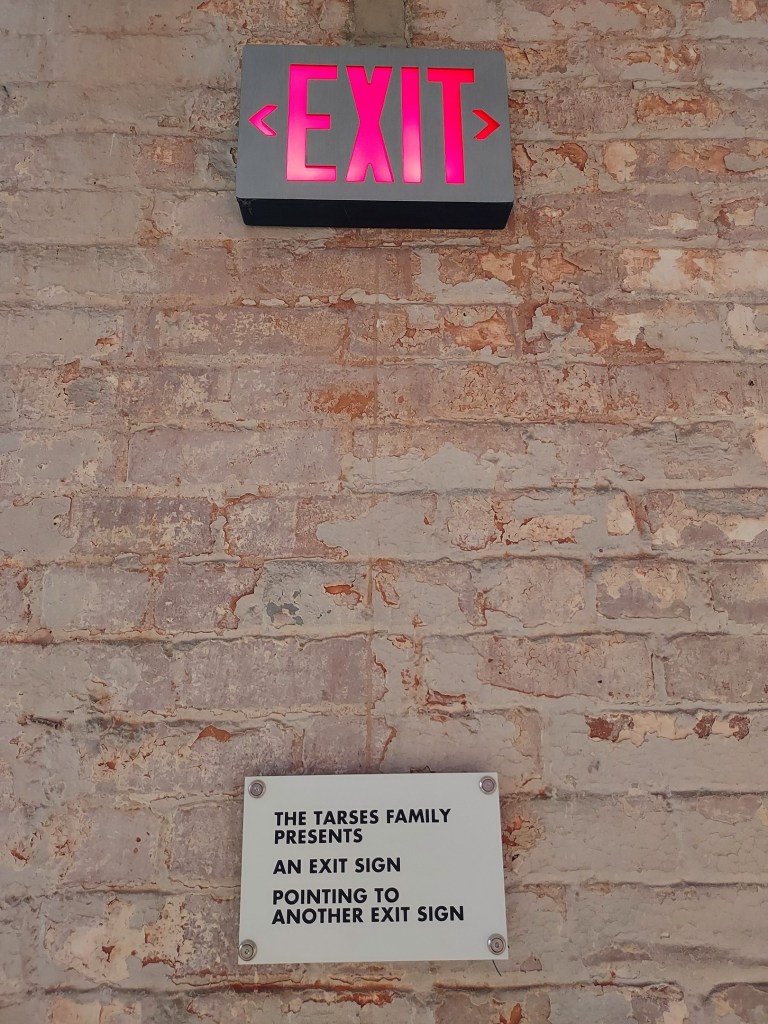 EXIT
THE TARSES FAMILY
PRESENTS
AN EXIT SIGN
POINTING TO
ANOTHER EXIT SIGN